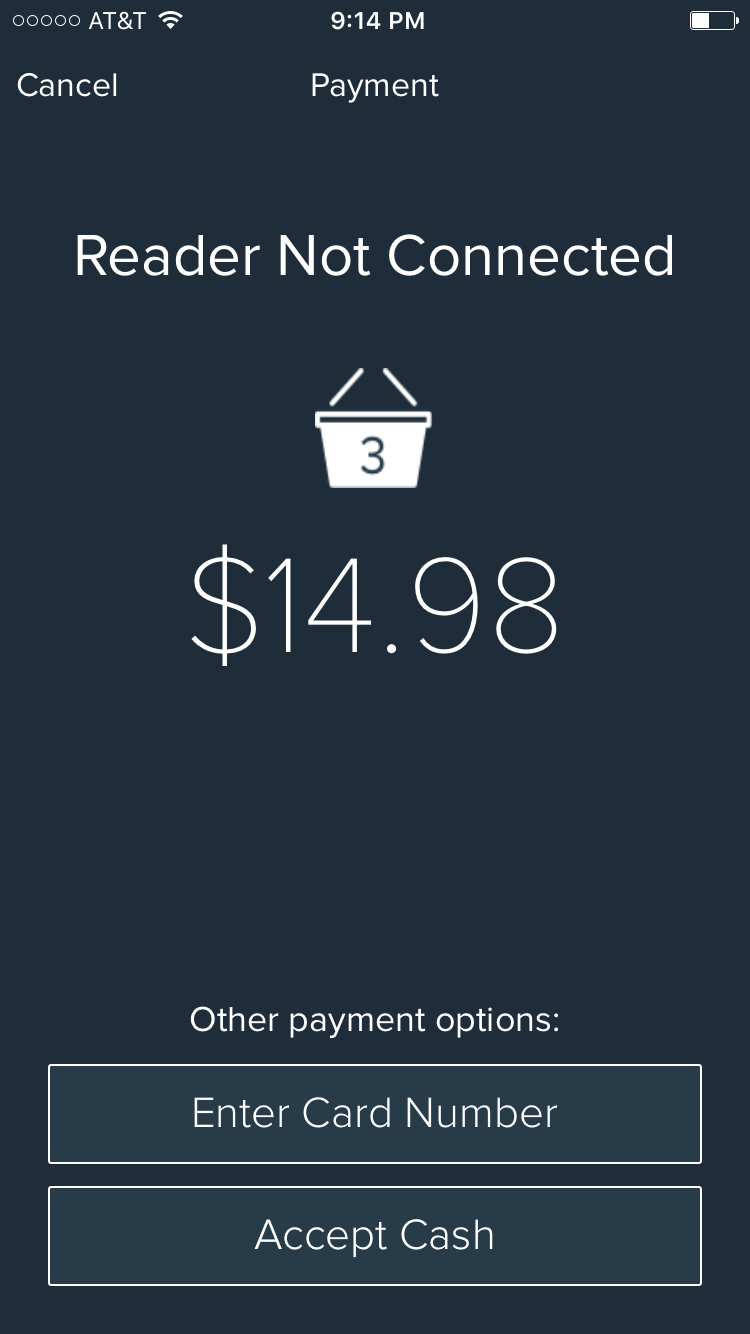 AT&T 9:14 PM
Cancel Payment
Reader Not Connected
3
$14.98
Other payment options:
Enter Card Number
Accept Cash